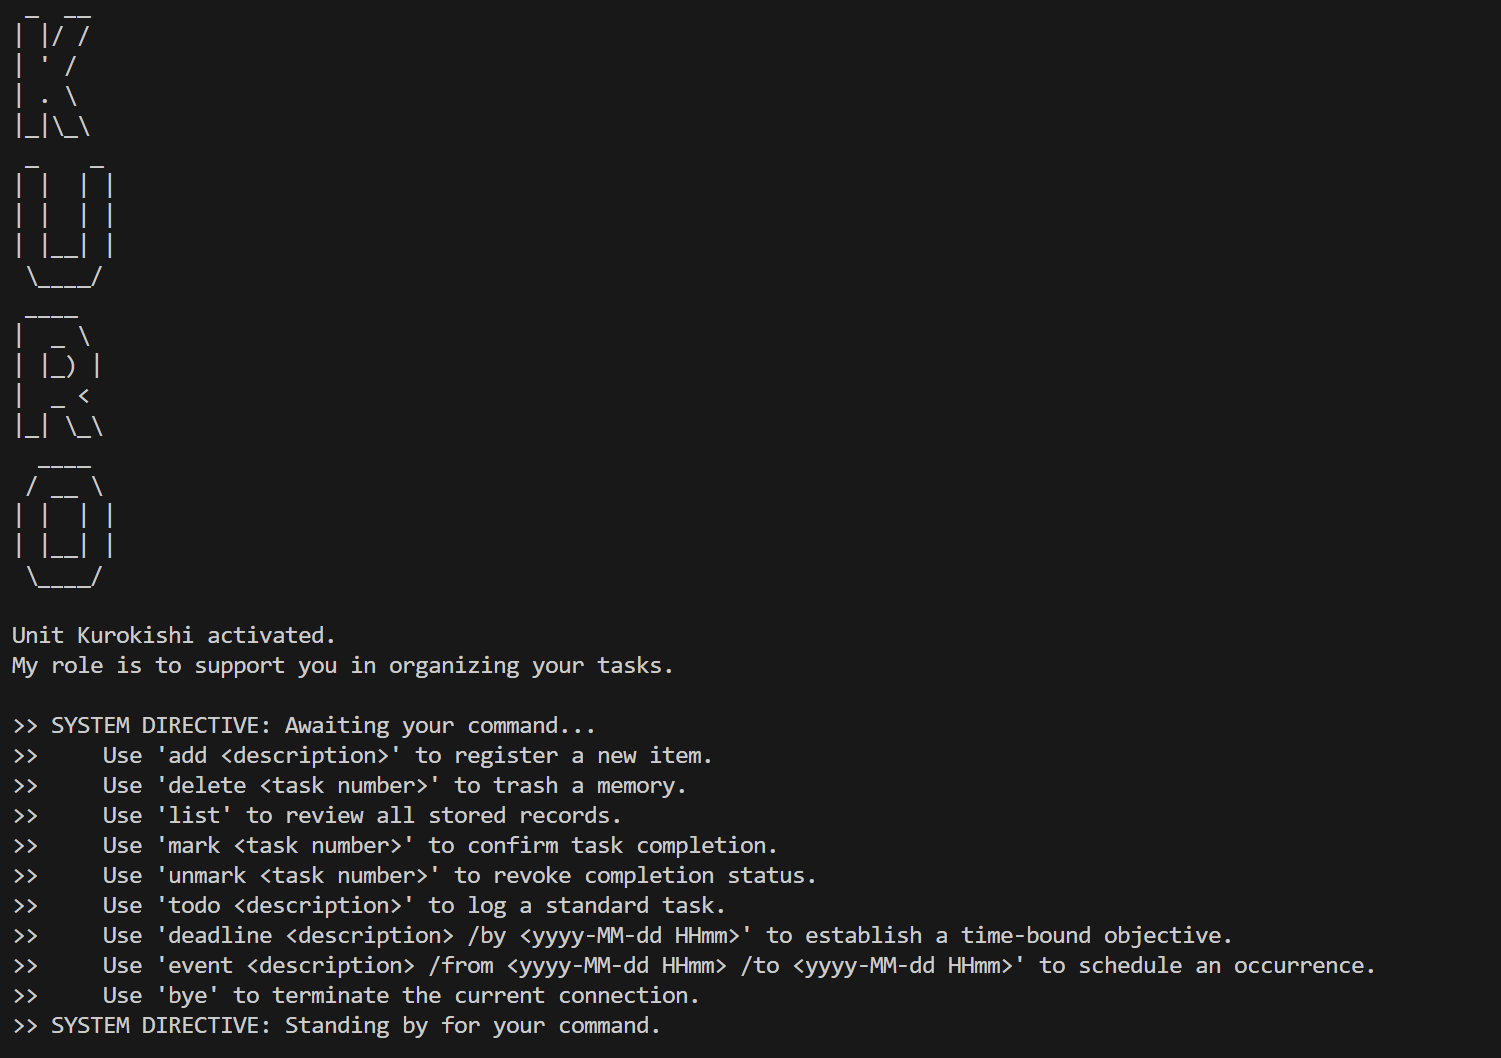 _  __
| |/ /
| ' /
| . \
|_|\_\
 _    _
| |  | |
| |  | |
| |__| |
 \____/
 ____
|  _ \
| |_) |
|  _ <
|_| \_\
  ____
 / __ \
| |  | |
| |__| |
 \____/

Unit Kurokishi activated.
My role is to support you in organizing your tasks.

>> SYSTEM DIRECTIVE: Awaiting your command...
>>     Use 'add <description>' to register a new item.
>>     Use 'delete <task number>' to trash a memory.
>>     Use 'list' to review all stored records.
>>     Use 'mark <task number>' to confirm task completion.
>>     Use 'unmark <task number>' to revoke completion status.
>>     Use 'todo <description>' to log a standard task.
>>     Use 'deadline <description> /by <yyyy-MM-dd HHmm>' to establish a time-bound objective.
>>     Use 'event <description> /from <yyyy-MM-dd HHmm> /to <yyyy-MM-dd HHmm>' to schedule an occurrence.
>>     Use 'bye' to terminate the current connection.
>> SYSTEM DIRECTIVE: Standing by for your command.